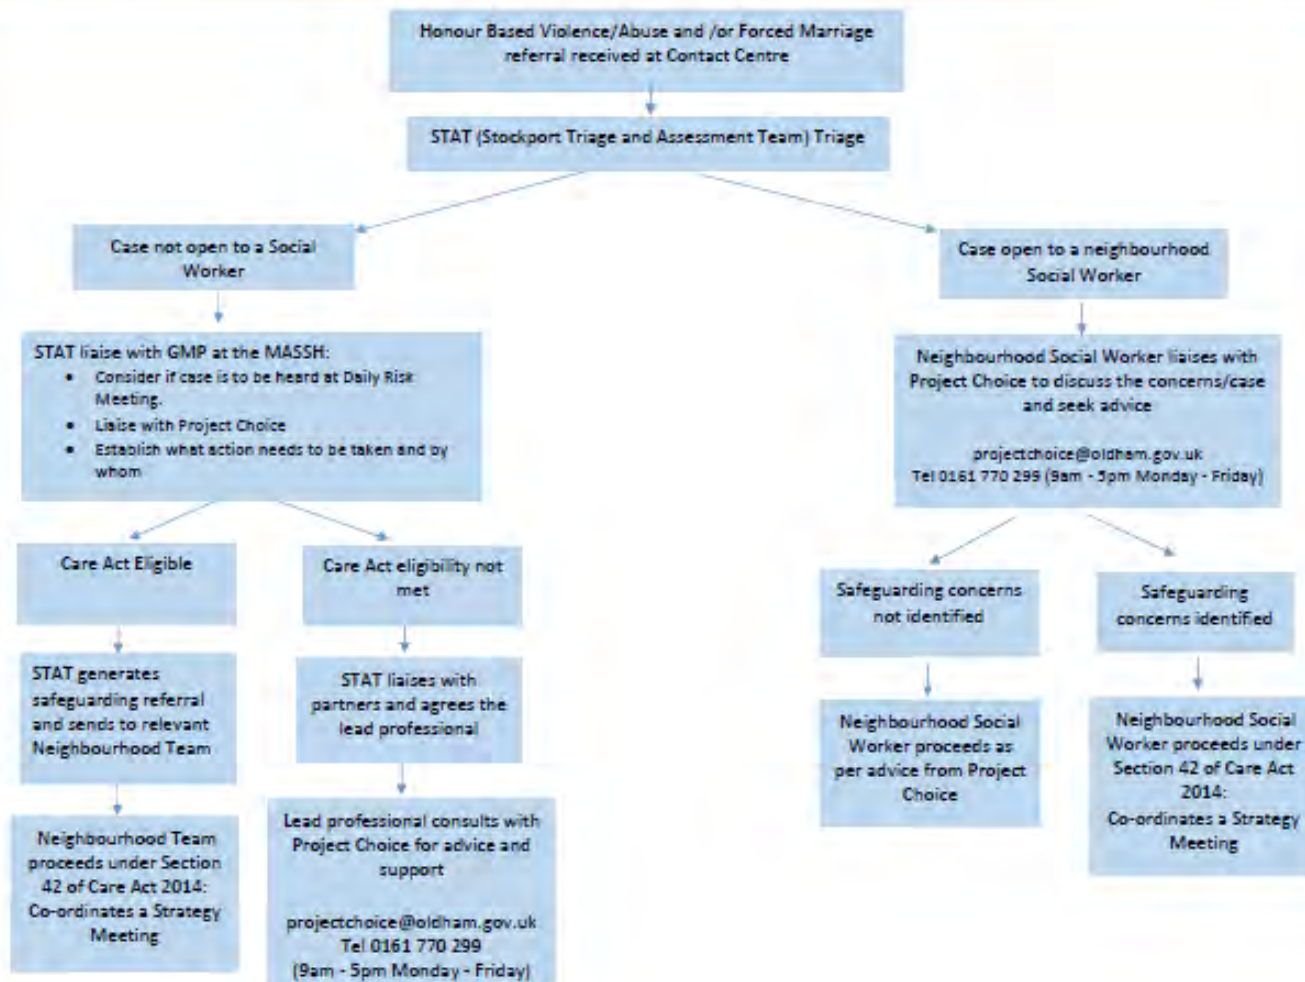 Honour Based Violence/Abuse and /or Forced Marriage
referral received at Contact Centre
STAT (Stockport Triage and Assessment Team) Triage
Case not open to a Social
Worker
Case open to a neighbourhood
Social Worker
STAT liaise with GMP at the MASSH:
• Consider if case is to be heard at Daily Risk
Meeting.
• Liaise with Project Choice
• Establish what action needs to be taken and by
whom
Neighbourhood Social Worker liaises with
Project Choice to discuss the concerns/case
and seek advice
projectchoice@oldham.gov.uk
Tel 0161 770 299 (9am - 5pm Monday - Friday)
Care Act Eligible
Care Act eligibility not
met
Safeguarding concerns
not identified
Safeguarding
concerns identified
STAT generates
safeguarding referral
and sends to relevant
Neighbourhood Team
STAT liaises with
partners and agrees the
lead professional
Neighbourhood Social
Worker proceeds as
per advice from Project
Choice
Neighbourhood Social
Worker proceeds under
Section 42 of Care Act
2014:
Co-ordinates a Strategy
Meeting
Neighbourhood Team
proceeds under Section
42 of Care Act 2014:
Co-ordinates a Strategy
Meeting
Lead professional consults with
Project Choice for advice and
support
projectchoice@oldham.gov.uk
Tel 0161 770 299
(9am - 5pm Monday - Friday)